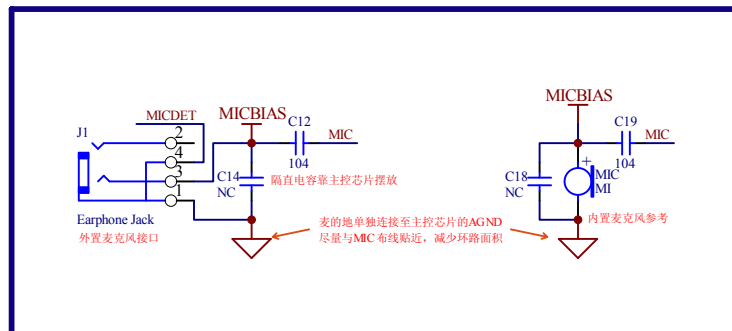 MICDET
J1
2
4
3
1
Earphone Jack
外置麦克风接口
MICBIAS
C12
MIC
104
C14
NC
隔直电容靠主控芯片摆放
麦的地单独连接至主控芯片的AGND
尽量与MIC布线贴近，减少环路面积
MICBIAS
C19
MIC
104
C18
NC
+
MIC
MI
内置麦克风参考